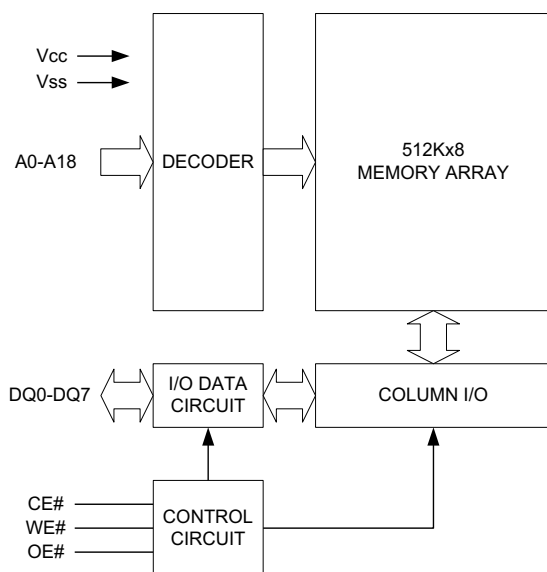 Vcc
Vss
A0-A18
DECODER
512Kx8
MEMORY ARRAY
DQ0-DQ7
I/O DATA
CIRCUIT
COLUMN I/O
CE#
WE#
OE#
CONTROL
CIRCUIT